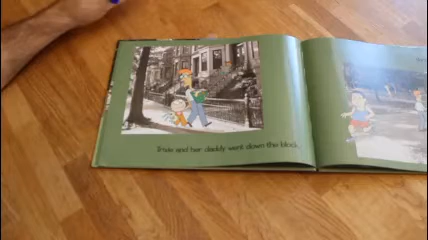 Trixie and her daddy went down the block,